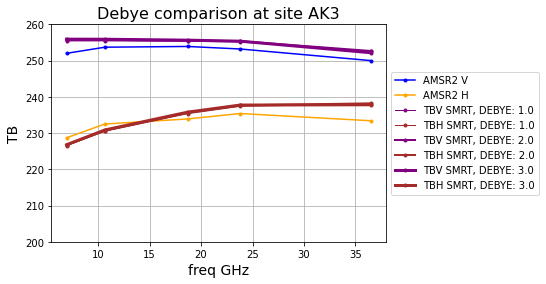 Debye comparison at site AK3
TB
260
250
240
230
220
210
200
10
15
20
25
30
35
freq GHz
AMSR2 V
AMSR2 H
TBV SMRT, DEBYE: 1.0
TBH SMRT, DEBYE: 1.0
TBV SMRT, DEBYE: 2.0
TBH SMRT, DEBYE: 2.0
TBV SMRT, DEBYE: 3.0
TBH SMRT, DEBYE: 3.0